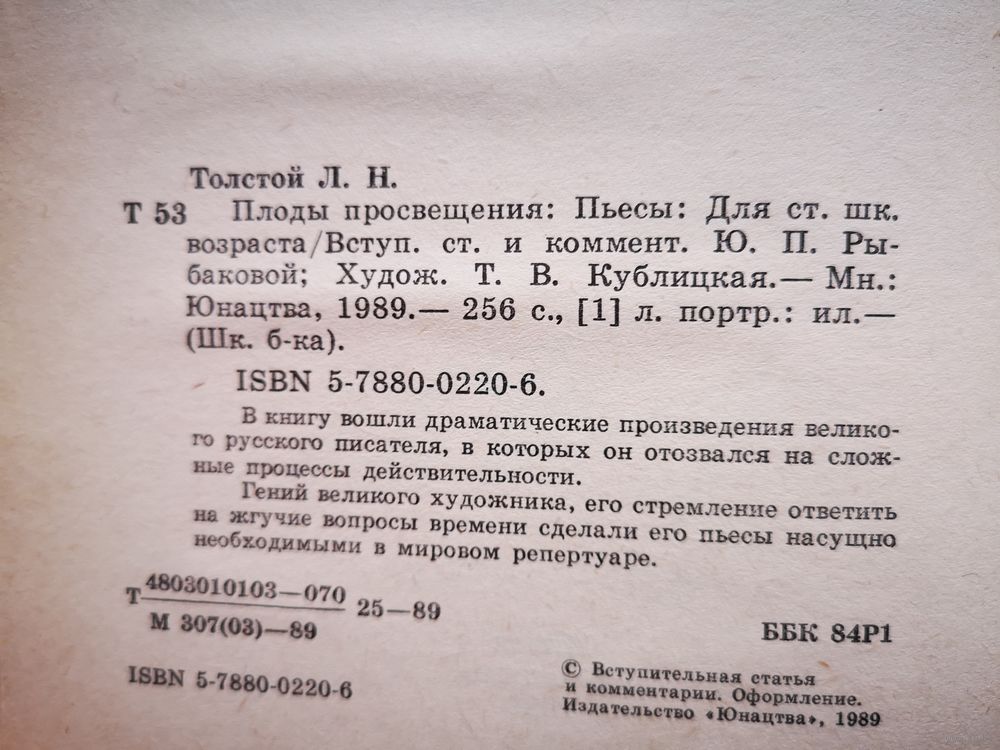 Толстой Л. Н.
Т 53 Плоды просвещения: Пьесы: Для ст. шк.
возраста/Вступ. ст. и коммент. Ю. П. Ры-
баковой; Худож. Т. В. Кублицкая.— Мн.:
Юнацтва, 1989.— 256 с., [1] л. портр.: ил.—
(Шк. б-ка).
ISBN 5-7880-0220-6.
В книгу вошли драматические произведения велико-
го русского писателя, в которых он отозвался на слож-
ные процессы действительности.
Гений великого художника, его стремление ответить
на жгучие вопросы времени сделали его пьесы насущно
необходимыми в мировом репертуаре.
Т 4803010103—070 25—89
М 307(03)—89
ББК 84Р1
ISBN 5-7880-0220-6
© Вступительная статья
и комментарии. Оформление.
Издательство «Юнацтва», 1989